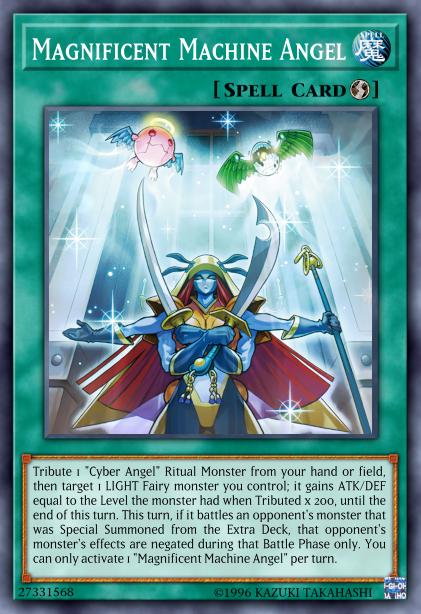 MAGNIFICENT MACHINE ANGEL
SPELL
魔
[SPELL CARD]
Tribute 1 "Cyber Angel" Ritual Monster from your hand or field,
then target 1 LIGHT Fairy monster you control; it gains ATK/DEF
equal to the Level the monster had when Tributed x 200, until the
end of this turn. This turn, if it battles an opponent's monster that
was Special Summoned from the Extra Deck, that opponent's
monster's effects are negated during that Battle Phase only. You
can only activate 1 "Magnificent Machine Angel" per turn.
27331568
©1996 KAZUKI TAKAHASHI